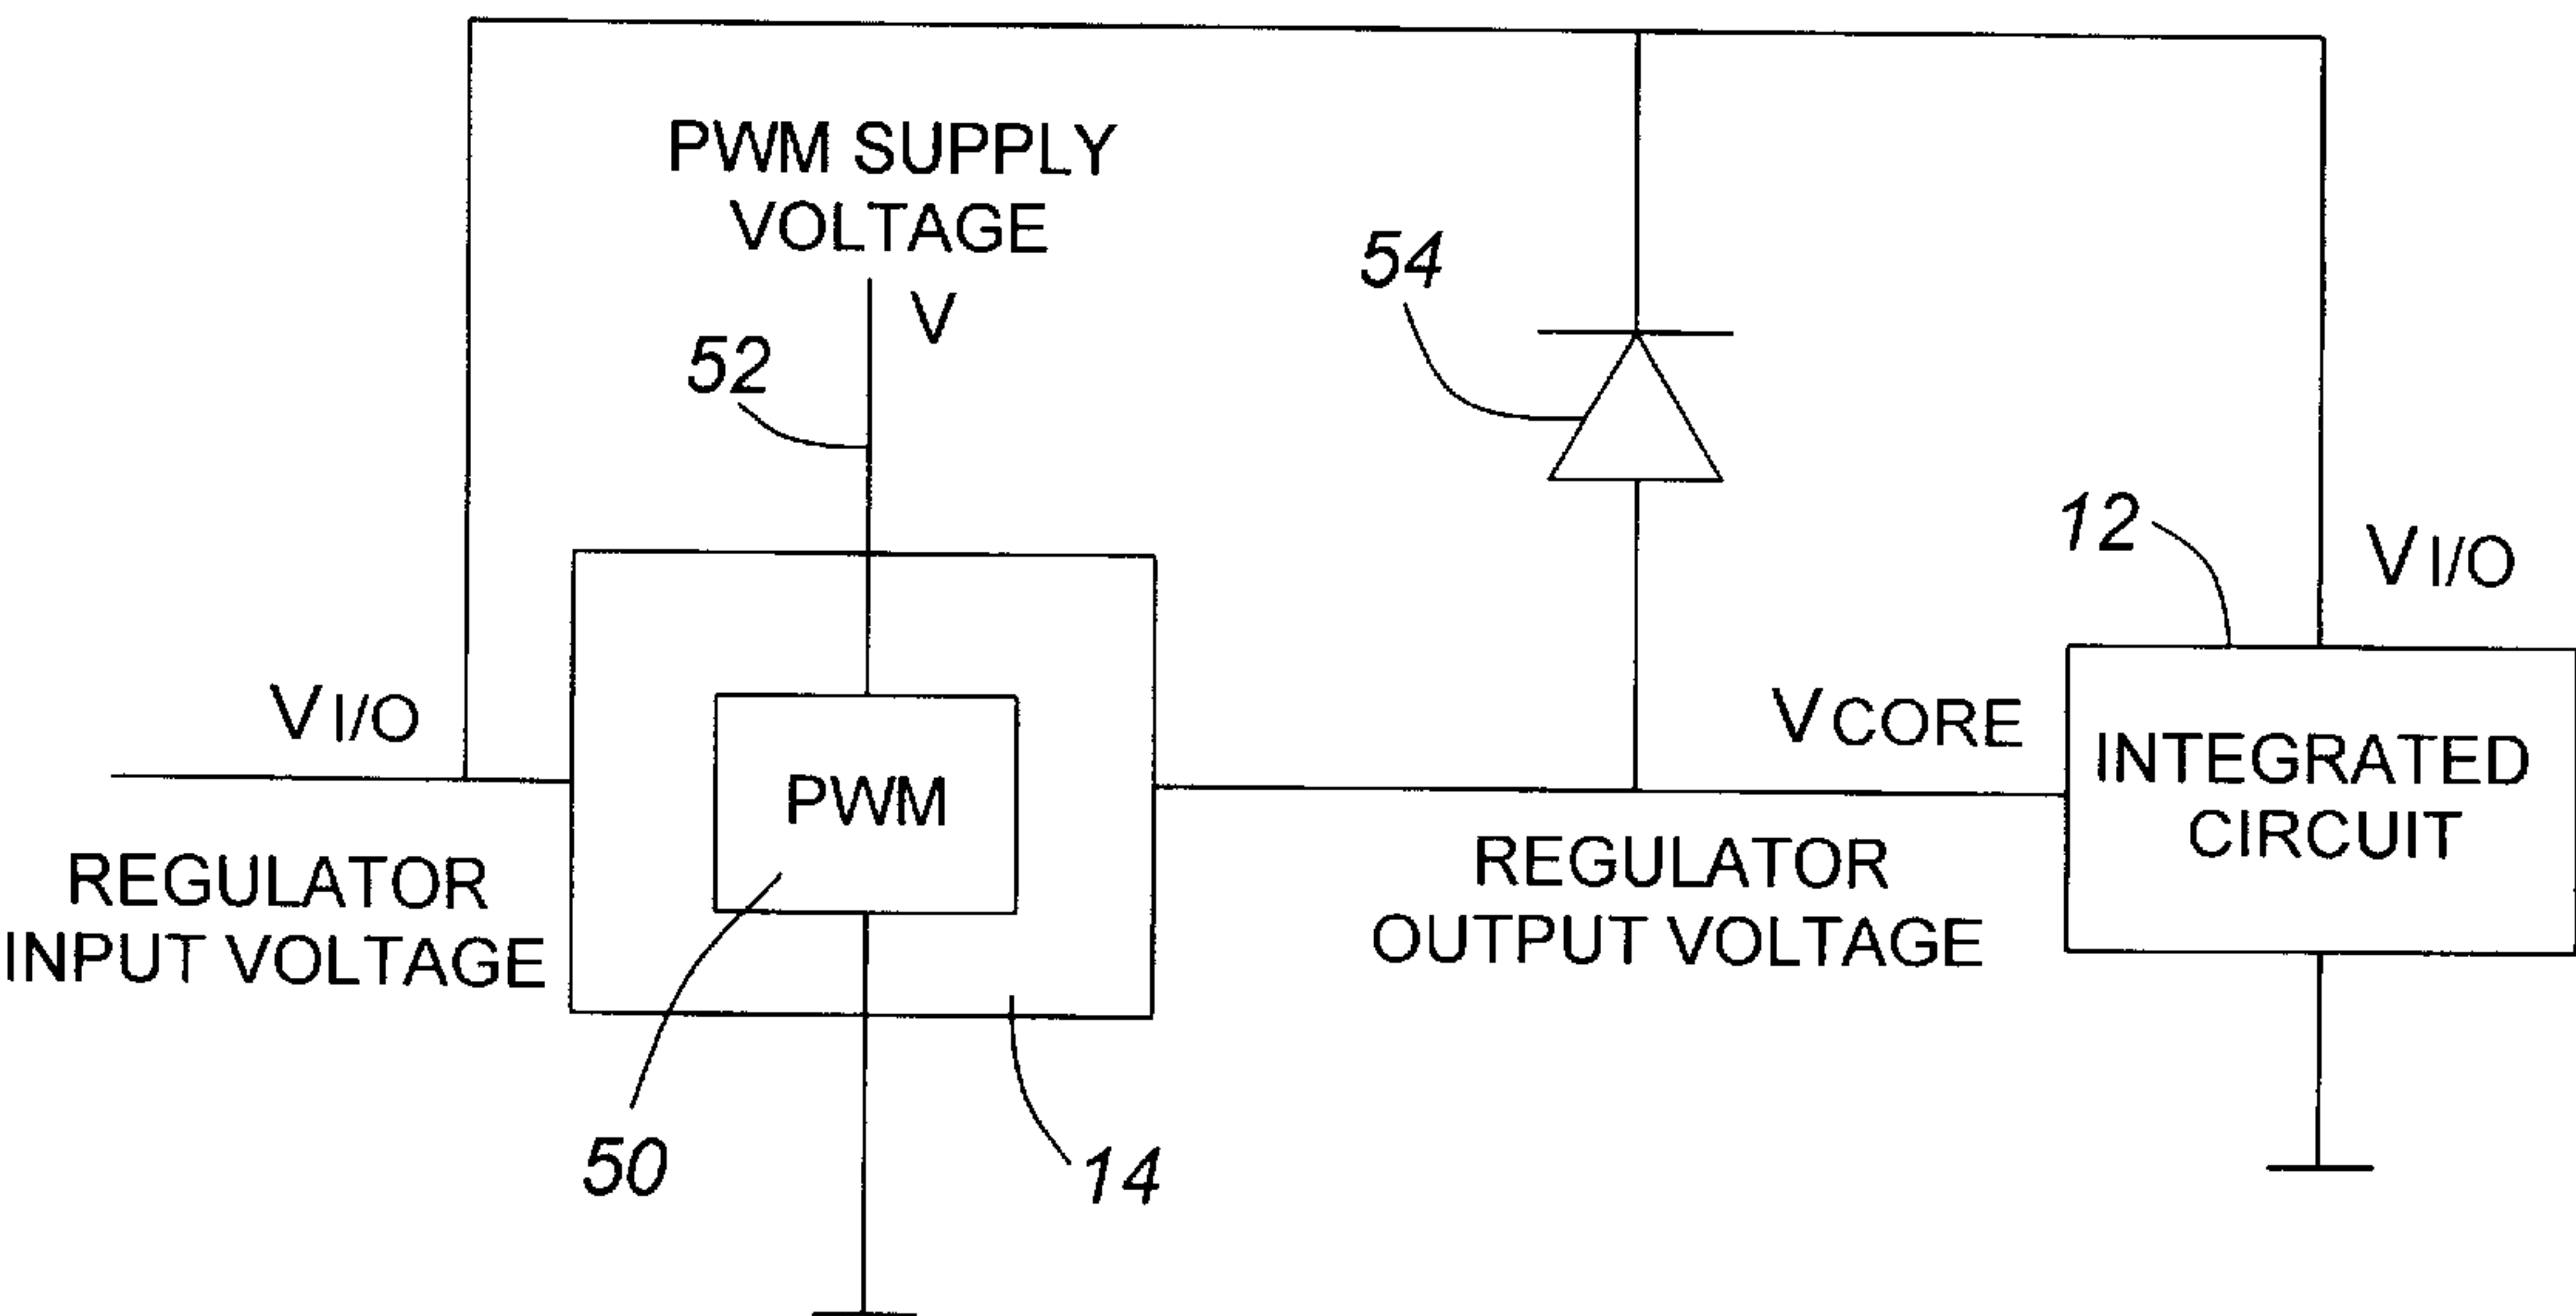 PWM SUPPLY
VOLTAGE
V
52
54
12
VI/O
VI/O
VCORE
PWM
INTEGRATED
CIRCUIT
REGULATOR
INPUT VOLTAGE
REGULATOR
OUTPUT VOLTAGE
50
14